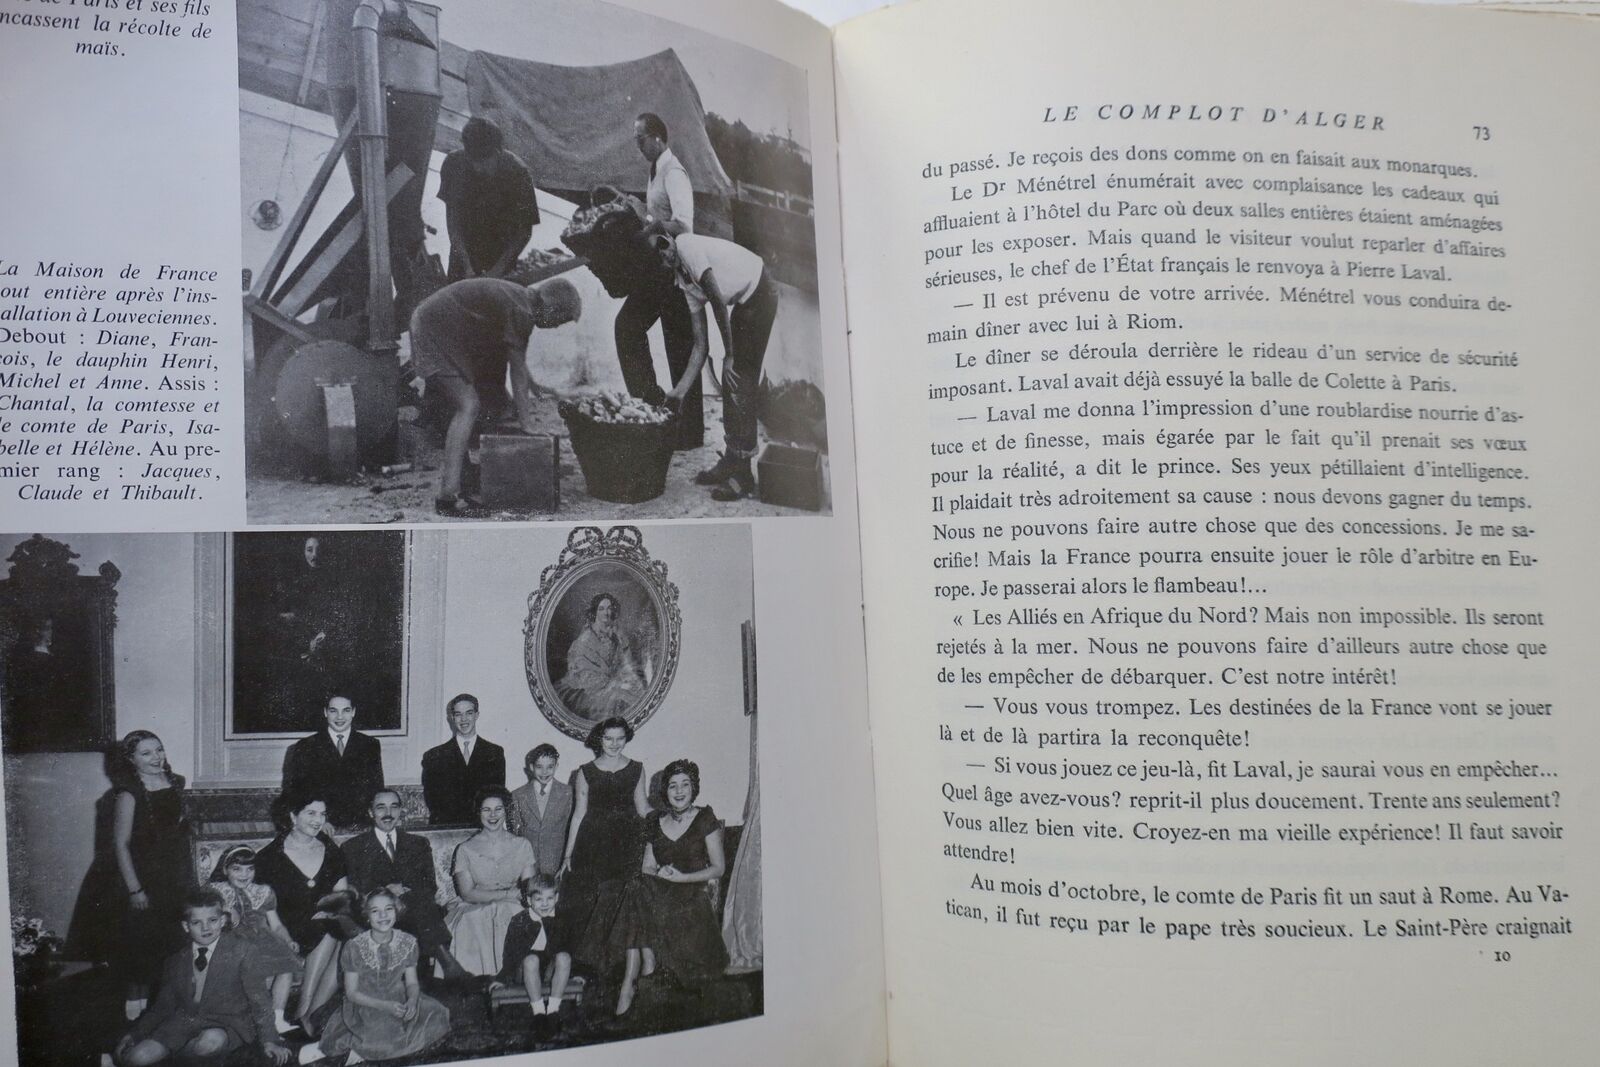 de Paris et ses fils
ncassent la récolte de
maïs.
La Maison de France
out entière après l'ins-
allation à Louveciennes.
Debout : Diane, Fran-
çois, le dauphin Henri,
Michel et Anne. Assis :
Chantal, la comtesse et
le comte de Paris, Isa-
belle et Hélène. Au pre-
mier rang : Jacques,
Claude et Thibault.
LE COMPLOT D'ALGER
73
du passé. Je reçois des dons comme on en faisait aux monarques.
Le Dr Ménétrel énumérait avec complaisance les cadeaux qui
affluaient à l'hôtel du Parc où deux salles entières étaient aménagées
pour les exposer. Mais quand le visiteur voulut reparler d'affaires
sérieuses, le chef de l'État français le renvoya à Pierre Laval.
— Il est prévenu de votre arrivée. Ménétrel vous conduira de-
main dîner avec lui à Riom.
Le dîner se déroula derrière le rideau d'un service de sécurité
imposant. Laval avait déjà essuyé la balle de Colette à Paris.
— Laval me donna l'impression d'une roublardise nourrie d'as-
tuce et de finesse, mais égarée par le fait qu'il prenait ses vœux
pour la réalité, a dit le prince. Ses yeux pétillaient d'intelligence.
Il plaidait très adroitement sa cause : nous devons gagner du temps.
Nous ne pouvons faire autre chose que des concessions. Je me sa-
crifie! Mais la France pourra ensuite jouer le rôle d'arbitre en Eu-
rope. Je passerai alors le flambeau!...
« Les Alliés en Afrique du Nord? Mais non impossible. Ils seront
rejetés à la mer. Nous ne pouvons faire d'ailleurs autre chose que
de les empêcher de débarquer. C'est notre intérêt!
— Vous vous trompez. Les destinées de la France vont se jouer
là et de là partira la reconquête!
— Si vous jouez ce jeu-là, fit Laval, je saurai vous en empêcher...
Quel âge avez-vous? reprit-il plus doucement. Trente ans seulement?
Vous allez bien vite. Croyez-en ma vieille expérience! Il faut savoir
attendre!
Au mois d'octobre, le comte de Paris fit un saut à Rome. Au Va-
tican, il fut reçu par le pape très soucieux. Le Saint-Père craignait
10